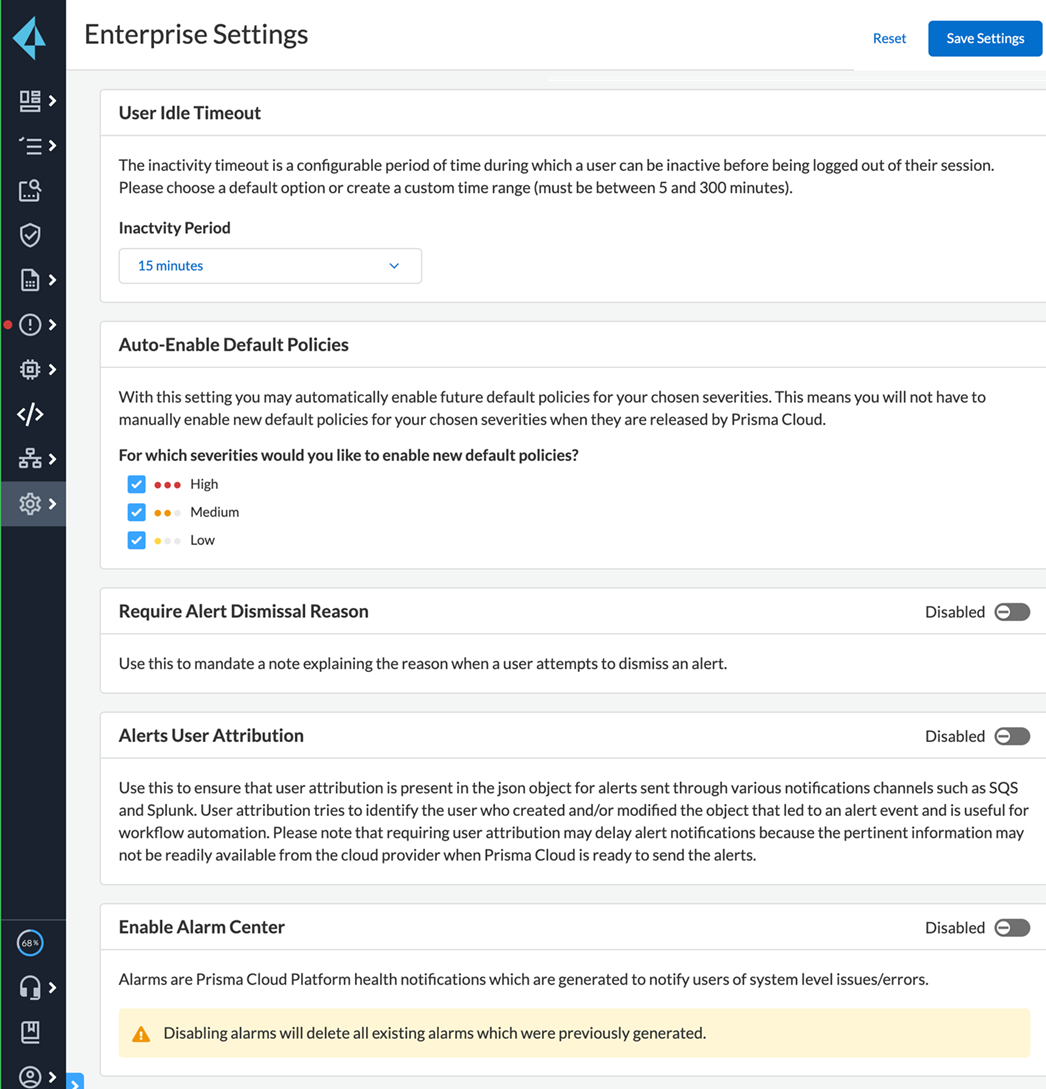 Enterprise Settings
Reset
Save Settings
User Idle Timeout
The inactivity timeout is a configurable period of time during which a user can be inactive before being logged out of their session.
Please choose a default option or create a custom time range (must be between 5 and 300 minutes).
Inactvity Period
15 minutes
Auto-Enable Default Policies
With this setting you may automatically enable future default policies for your chosen severities. This means you will not have to
manually enable new default policies for your chosen severities when they are released by Prisma Cloud.
For which severities would you like to enable new default policies?
High
Medium
Low
Require Alert Dismissal Reason
Disabled
Use this to mandate a note explaining the reason when a user attempts to dismiss an alert.
Alerts User Attribution
Disabled
Use this to ensure that user attribution is present in the json object for alerts sent through various notifications channels such as SQS
and Splunk. User attribution tries to identify the user who created and/or modified the object that led to an alert event and is useful for
workflow automation. Please note that requiring user attribution may delay alert notifications because the pertinent information may
not be readily available from the cloud provider when Prisma Cloud is ready to send the alerts.
Enable Alarm Center
Disabled
Alarms are Prisma Cloud Platform health notifications which are generated to notify users of system level issues/errors.
Disabling alarms will delete all existing alarms which were previously generated.
68%